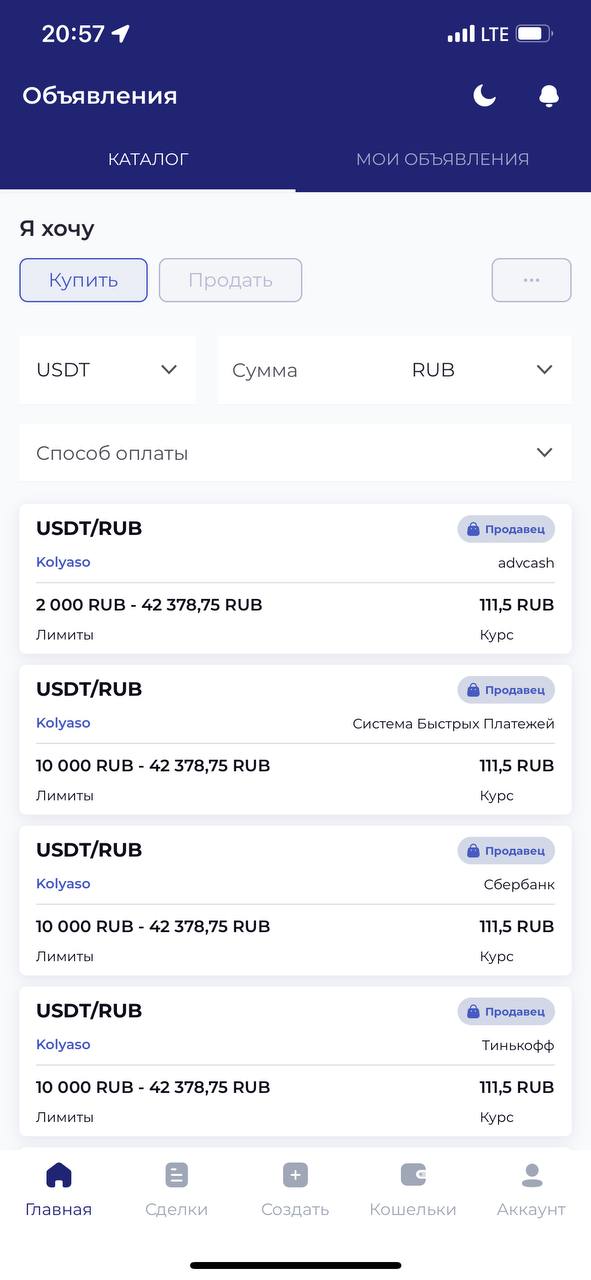 20:57 LTE
Объявления
КАТАЛОГ МОИ ОБЪЯВЛЕНИЯ
Я хочу
Купить Продать ...
USDT Сумма RUB
Способ оплаты
USDT/RUB Продавец
Kolyaso advcash
2 000 RUB - 42 378,75 RUB 111,5 RUB
Лимиты Курс
USDT/RUB Продавец
Kolyaso Система Быстрых Платежей
10 000 RUB - 42 378,75 RUB 111,5 RUB
Лимиты Курс
USDT/RUB Продавец
Kolyaso Сбербанк
10 000 RUB - 42 378,75 RUB 111,5 RUB
Лимиты Курс
USDT/RUB Продавец
Kolyaso Тинькофф
10 000 RUB - 42 378,75 RUB 111,5 RUB
Лимиты Курс
Главная Сделки Создать Кошельки Аккаунт